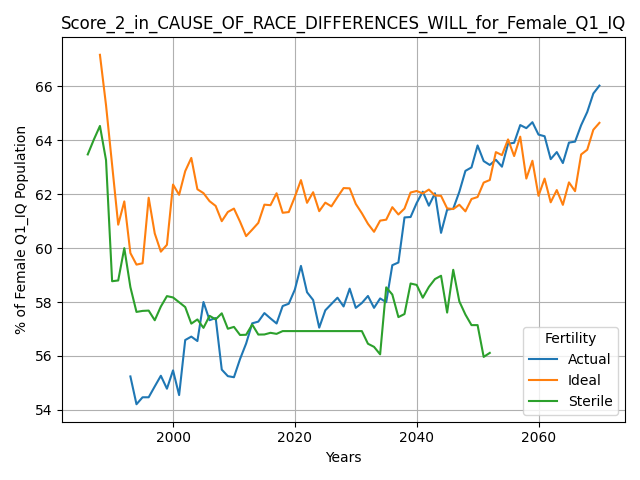 Score_2_in_CAUSE_OF_RACE_DIFFERENCES_WILL_for_Female_Q1_IQ
% of Female Q1_IQ Population
66
64
62
60
58
56
54
2000
2020
2040
2060
Years
Fertility
Actual
Ideal
Sterile